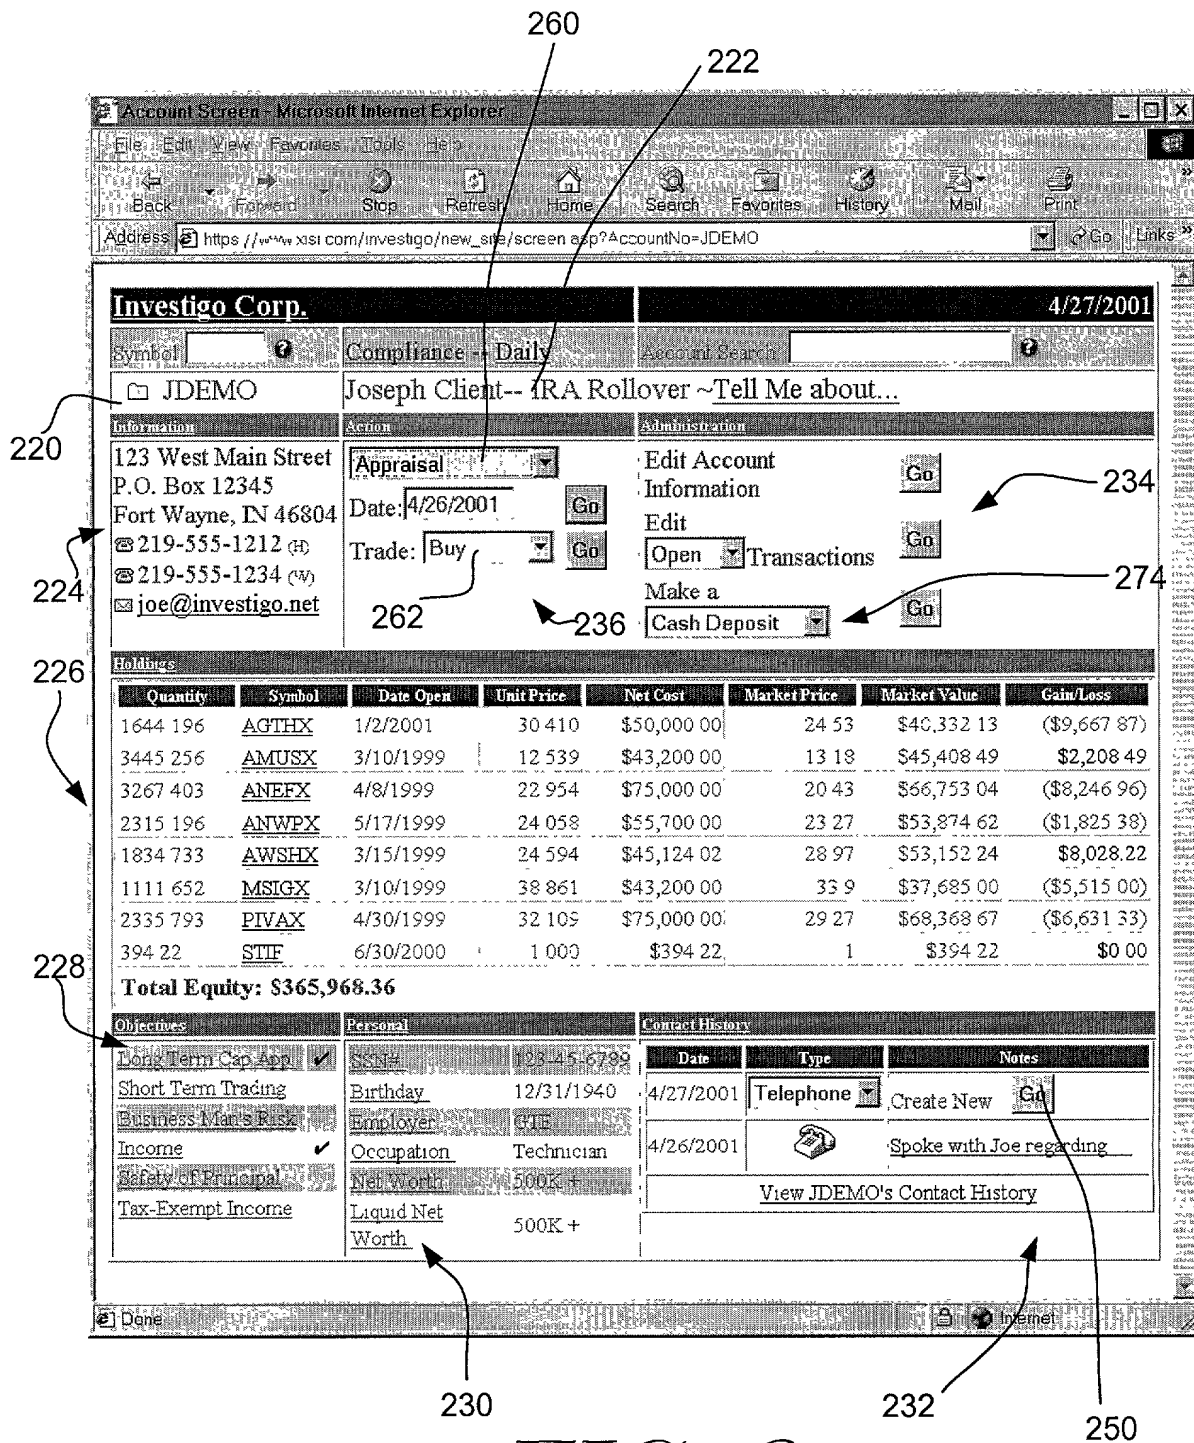 260
222
Account Screen - Microsoft Internet Explorer
File Edit View Favorites Tools Help
Back Forward Stop Refresh Home Search Favorites History Mail Print
Address https //www xisi com/investigo/new_site/screen asp?AccountNo=JDEMO Go Links
Investigo Corp. 4/27/2001
Symbol Compliance -- Daily Account Search
JDEMO Joseph Client-- IRA Rollover ~Tell Me about...
220
Information Action Administration
123 West Main Street Appraisal Edit Account Go
P.O. Box 12345 Information 234
Fort Wayne, IN 46804 Date: 4/26/2001 Go Edit
219-555-1212 (H) Trade: Buy Go Open Transactions Go
219-555-1234 (W) Make a 274
224 joe@investigo.net 262 236 Cash Deposit Go
226
Holdings
Quantity Symbol Date Open Unit Price Net Cost Market Price Market Value Gain/Loss
1644 196 AGTHX 1/2/2001 30 410 $50,000 00 24 53 $40,332 13 ($9,667 87)
3445 256 AMUSX 3/10/1999 12 539 $43,200 00 13 18 $45,408 49 $2,208 49
3267 403 ANEFX 4/8/1999 22 954 $75,000 00 20 43 $66,753 04 ($8,246 96)
2315 196 ANWPX 5/17/1999 24 058 $55,700 00 23 27 $53,874 62 ($1,825 38)
1834 733 AWSHX 3/15/1999 24 594 $45,124 02 28 97 $53,152 24 $8,028.22
1111 652 MSIGX 3/10/1999 38 861 $43,200 00 33 9 $37,685 00 ($5,515 00)
2335 793 PIVAX 4/30/1999 32 109 $75,000 00 29 27 $68,368 67 ($6,631 33)
394 22 STIF 6/30/2000 1 000 $394 22 1 $394 22 $0 00
228
Total Equity: $365,968.36
Objectives Personal Contact History
Long Term Cap App SSN# 123-45-6789 Date Type Notes
Short Term Trading Birthday 12/31/1940 4/27/2001 Telephone Create New Go
Business Man's Risk Employer GTE
Income Occupation Technician 4/26/2001 Spoke with Joe regarding
Safety of Principal Net Worth 500K +
Tax-Exempt Income Liquid Net Worth 500K + View JDEMO's Contact History
Done Internet
230
232
250